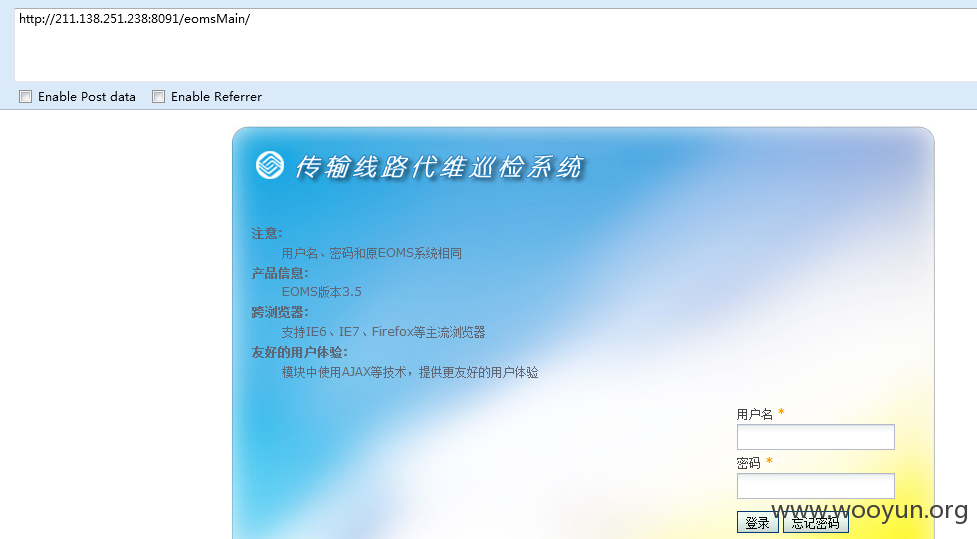 http://211.138.251.238:8091/eomsMain/
Enable Post data Enable Referrer
传输线路代维巡检系统
注意:
用户名、密码和原EOMS系统相同
产品信息:
EOMS版本3.5
跨浏览器:
支持IE6、IE7、Firefox等主流浏览器
友好的用户体验:
模块中使用AJAX等技术，提供更友好的用户体验
用户名 *
密码 *
登录 忘记密码
www.wooyun.org